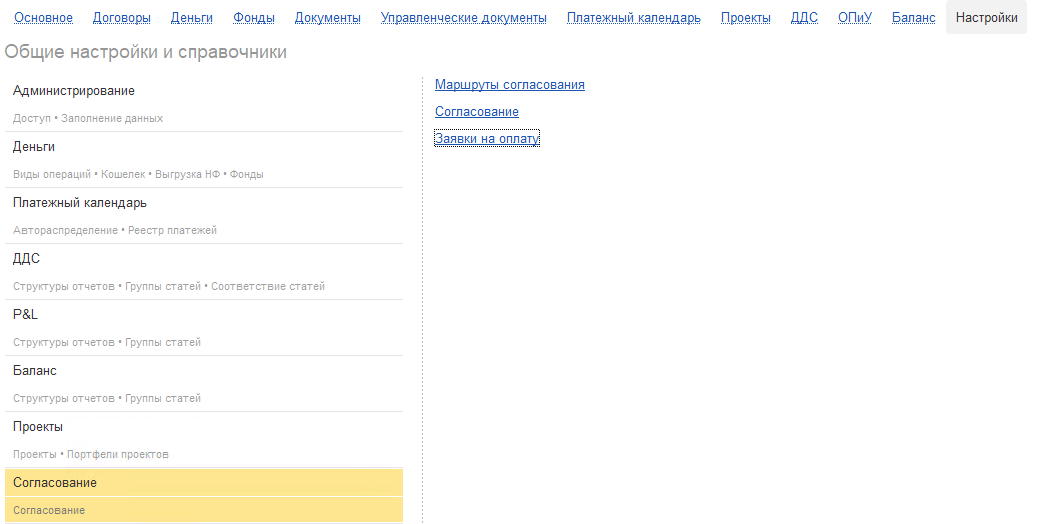 Основное Договоры Деньги Фонды Документы Управленческие документы Платежный календарь Проекты ДДС ОПиУ Баланс Настройки
Общие настройки и справочники
Администрирование
Доступ • Заполнение данных
Деньги
Виды операций • Кошелек • Выгрузка НФ • Фонды
Платежный календарь
Автораспределение • Реестр платежей
ДДС
Структуры отчетов • Группы статей • Соответствие статей
P&L
Структуры отчетов • Группы статей
Баланс
Структуры отчетов • Группы статей
Проекты
Проекты • Портфели проектов
Согласование
Согласование
Маршруты согласования
Согласование
Заявки на оплату